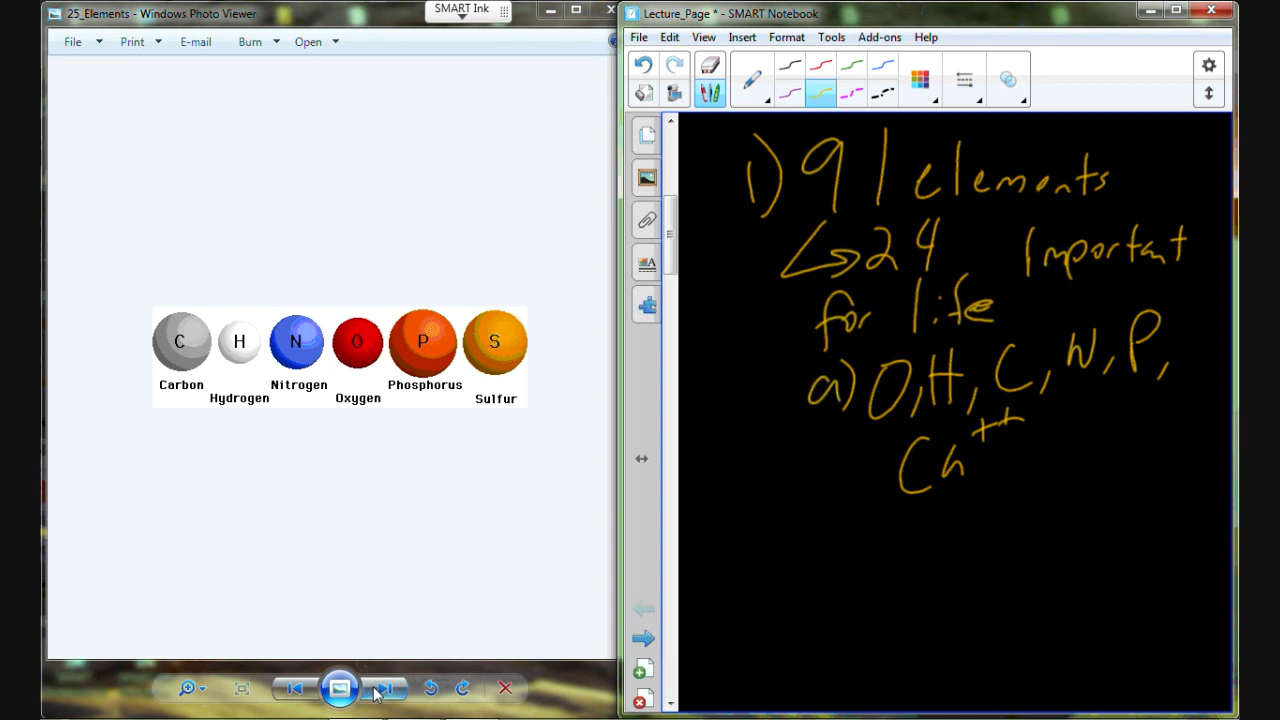 25_Elements - Windows Photo Viewer
SMART Ink
Lecture_Page * - SMART Notebook
File Print E-mail Burn Open
File Edit View Insert Format Tools Add-ons Help
C H N O P S
Carbon Nitrogen Phosphorus
Hydrogen Oxygen Sulfur
1) 91 elements
24 Important
for life
a) O, H, C, N, P,
Ca++